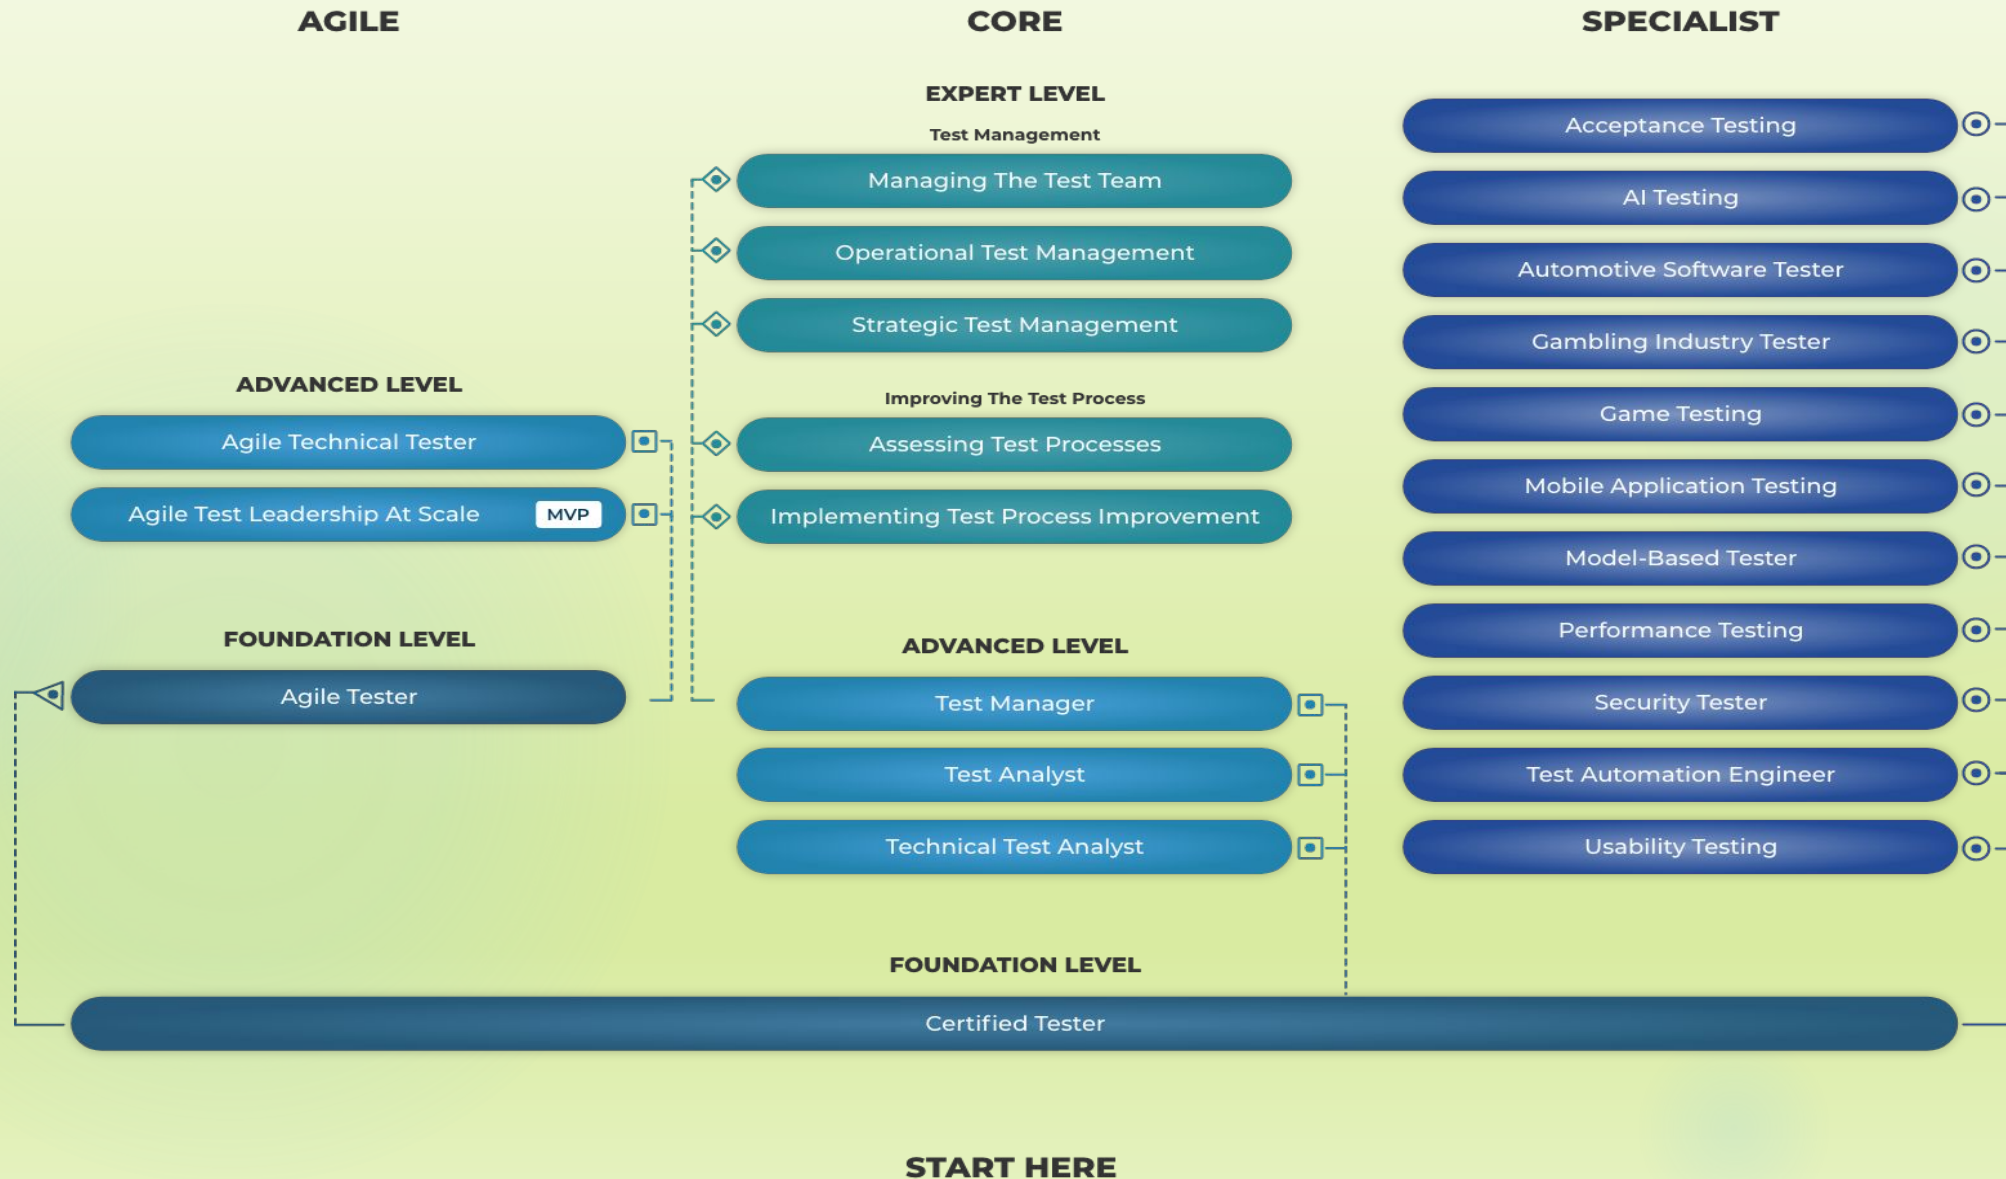 AGILE
CORE
SPECIALIST
EXPERT LEVEL
Test Management
Managing The Test Team
Operational Test Management
Strategic Test Management
Improving The Test Process
Assessing Test Processes
Implementing Test Process Improvement
ADVANCED LEVEL
Agile Technical Tester
Agile Test Leadership At Scale MVP
FOUNDATION LEVEL
Agile Tester
ADVANCED LEVEL
Test Manager
Test Analyst
Technical Test Analyst
Acceptance Testing
AI Testing
Automotive Software Tester
Gambling Industry Tester
Game Testing
Mobile Application Testing
Model-Based Tester
Performance Testing
Security Tester
Test Automation Engineer
Usability Testing
FOUNDATION LEVEL
Certified Tester
START HERE